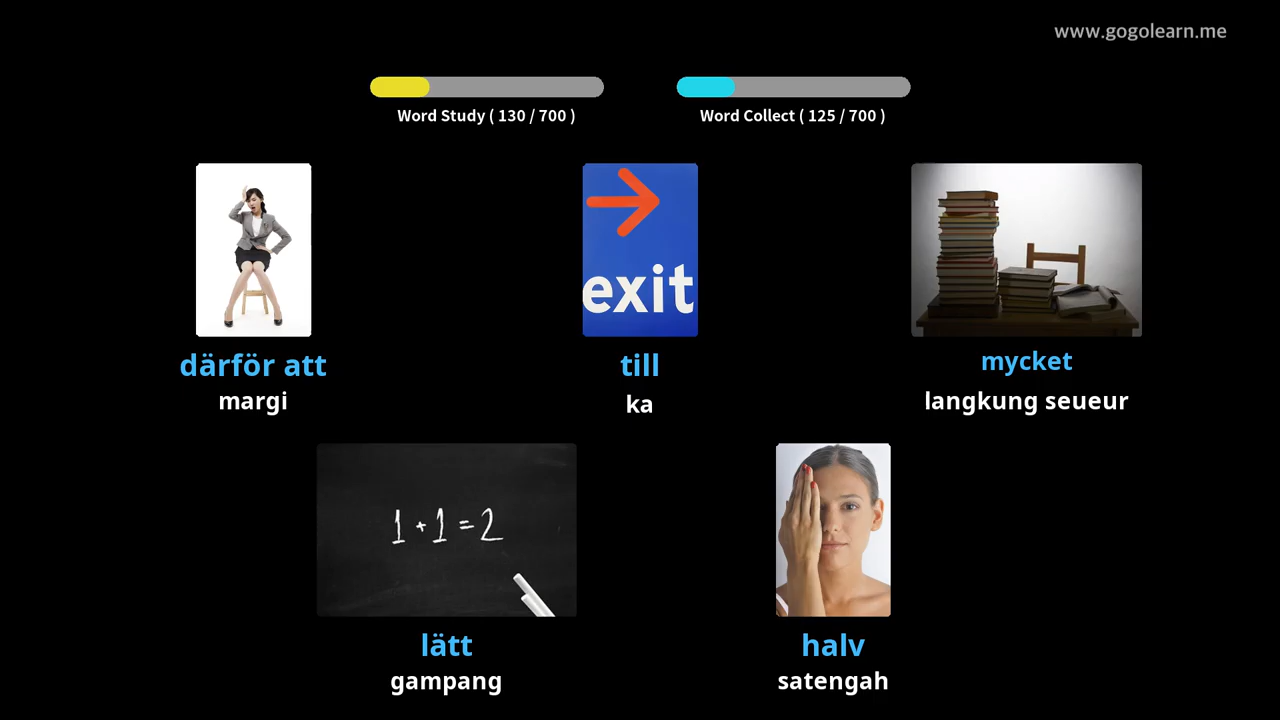 www.gogolearn.me
Word Study ( 130 / 700 )
Word Collect ( 125 / 700 )
exit
därför att
margi
till
ka
mycket
langkung seueur
1+1=2
lätt
gampang
halv
satengah